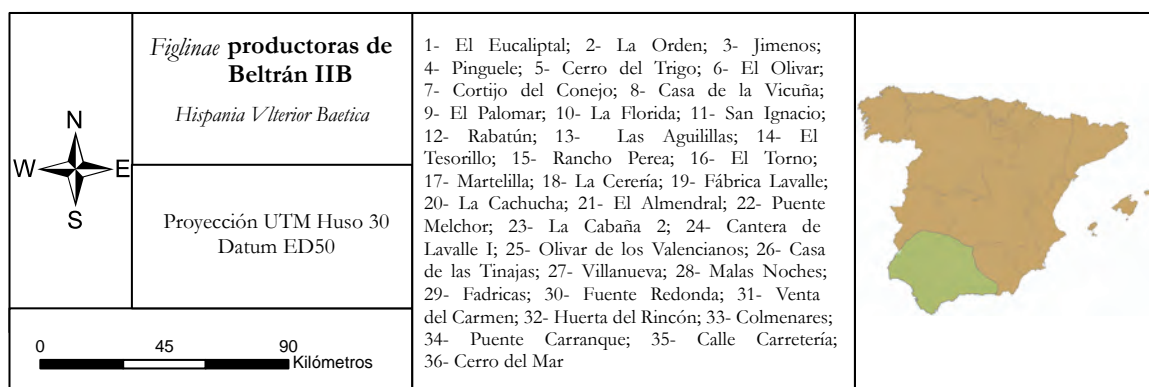 Figlinae productoras de
Beltrán IIB
Hispania Vlterior Baetica
N
W E
S
Proyección UTM Huso 30
Datum ED50
0 45 90
Kilómetros
1- El Eucaliptal; 2- La Orden; 3- Jimenos;
4- Pinguele; 5- Cerro del Trigo; 6- El Olivar;
7- Cortijo del Conejo; 8- Casa de la Vicuña;
9- El Palomar; 10- La Florida; 11- San Ignacio;
12- Rabatún; 13- Las Aguilillas; 14- El
Tesorillo; 15- Rancho Perea; 16- El Torno;
17- Martelilla; 18- La Cerería; 19- Fábrica Lavalle;
20- La Cachucha; 21- El Almendral; 22- Puente
Melchor; 23- La Cabaña 2; 24- Cantera de
Lavalle I; 25- Olivar de los Valencianos; 26- Casa
de las Tinajas; 27- Villanueva; 28- Malas Noches;
29- Fadricas; 30- Fuente Redonda; 31- Venta
del Carmen; 32- Huerta del Rincón; 33- Colmenares;
34- Puente Carranque; 35- Calle Carretería;
36- Cerro del Mar